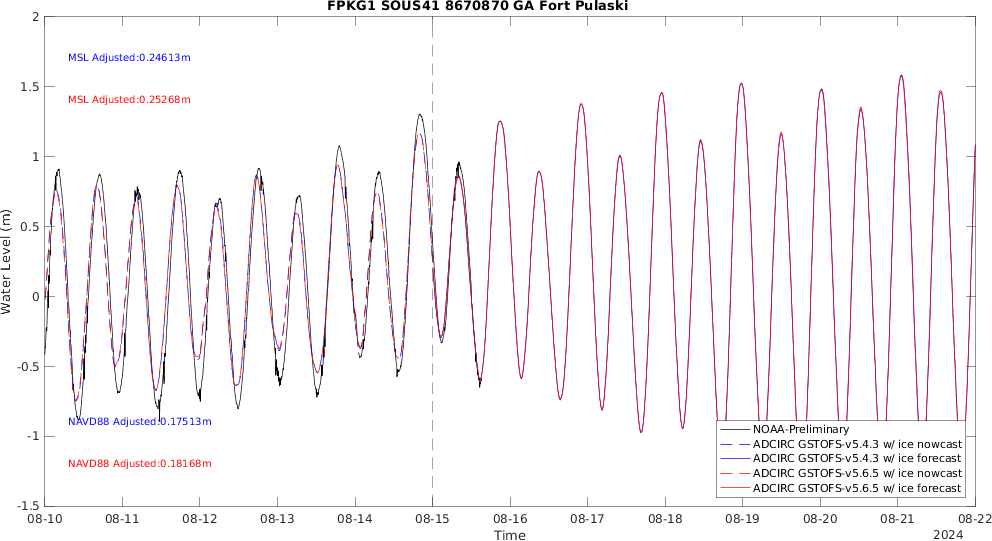 FPKG1 SOUS41 8670870 GA Fort Pulaski
2
1.5
1
0.5
0
-0.5
-1
-1.5
Water Level (m)
MSL Adjusted:0.24613m
MSL Adjusted:0.25268m
NAVD88 Adjusted:0.17513m
NAVD88 Adjusted:0.18168m
NOAA-Preliminary
ADCIRC GSTOFS-v5.4.3 w/ ice nowcast
ADCIRC GSTOFS-v5.4.3 w/ ice forecast
ADCIRC GSTOFS-v5.6.5 w/ ice nowcast
ADCIRC GSTOFS-v5.6.5 w/ ice forecast
08-10 08-11 08-12 08-13 08-14 08-15 08-16 08-17 08-18 08-19 08-20 08-21 08-22
Time
2024